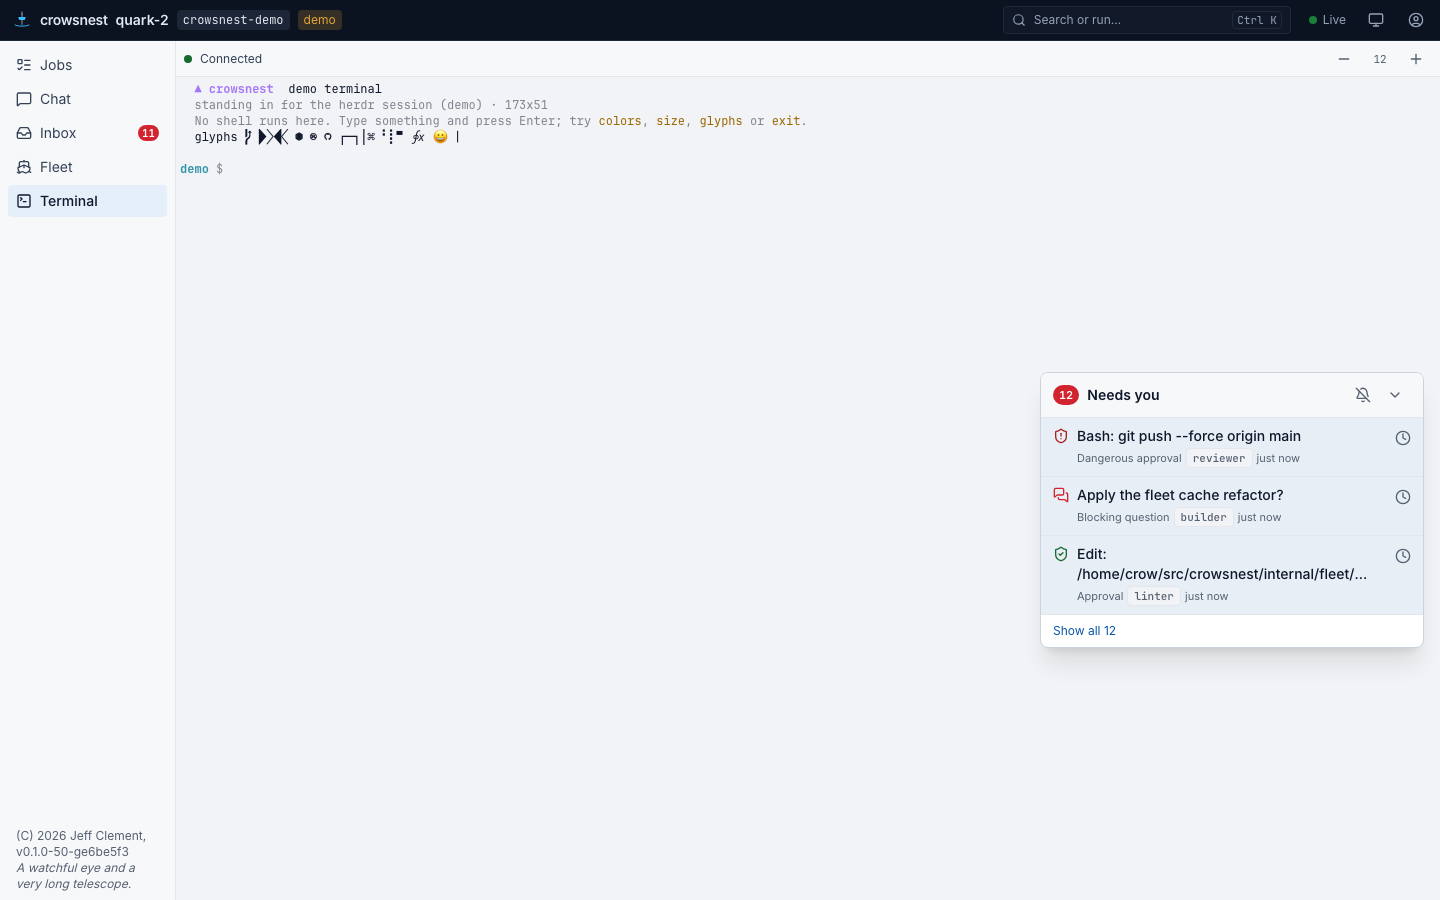 crowsnest quark-2 crowsnest-demo demo
Search or run... Ctrl K
Live
Jobs
Chat
Inbox 11
Fleet
Terminal
(C) 2026 Jeff Clement,
v0.1.0-50-ge6be5f3
A watchful eye and a
very long telescope.
Connected
12
▲ crowsnest demo terminal
standing in for the herdr session (demo) · 173x51
No shell runs here. Type something and press Enter; try colors, size, glyphs or exit.
glyphs
demo $
12 Needs you
Bash: git push --force origin main
Dangerous approval reviewer just now
Apply the fleet cache refactor?
Blocking question builder just now
Edit:
/home/crow/src/crowsnest/internal/fleet/...
Approval linter just now
Show all 12